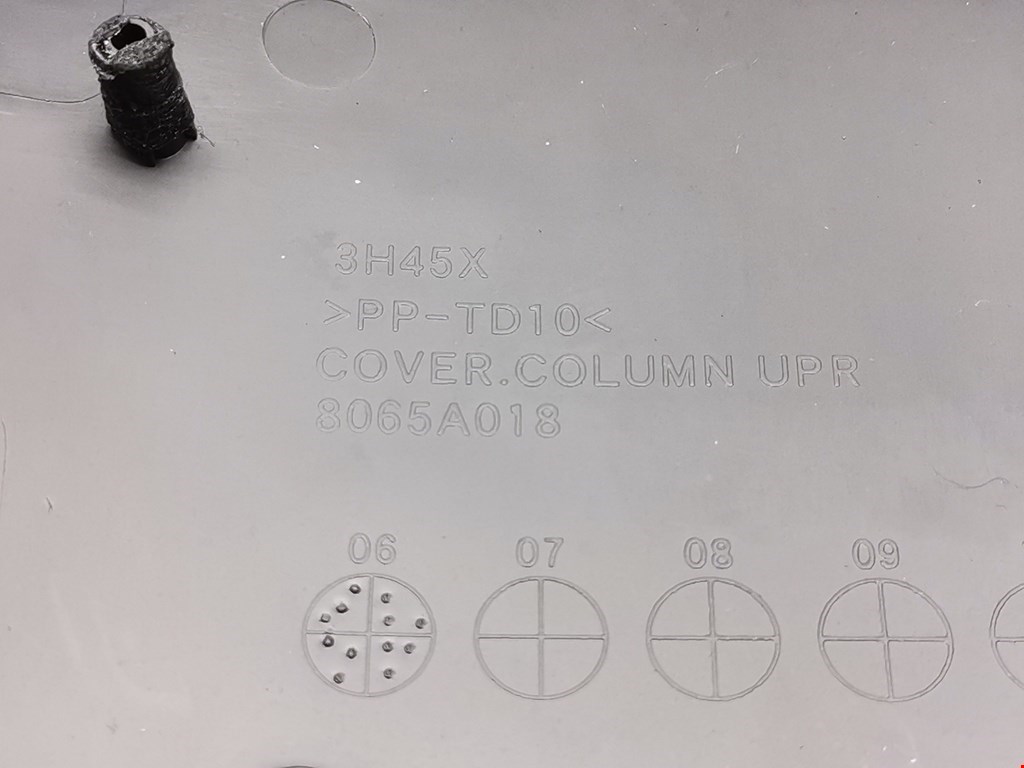 3H45X
>PP-TD10<
COVER.COLUMN UPR
8065A018
06 07 08 09